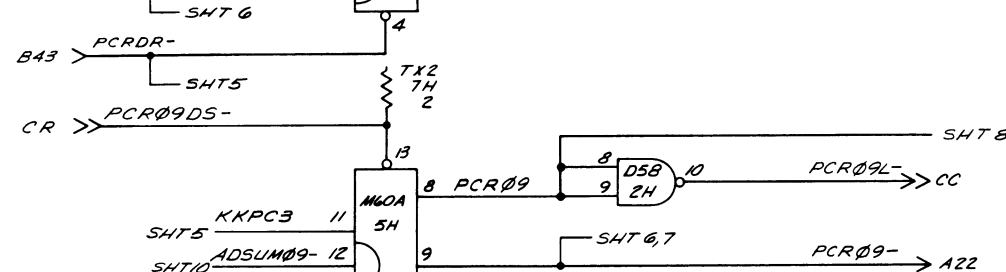 SHT 6
4
B43 PCRDR-
SHT5
TX2
7H
2
CR PCRØ9DS-
13
SHT 8
8 PCRØ9 8 D58 10 PCRØ9L- CC
9 2H
M60A
5H
SHT5 KKPC3 11
SHT10 ADSUMØ9- 12
9 SHT 6,7
PCRØ9- A22